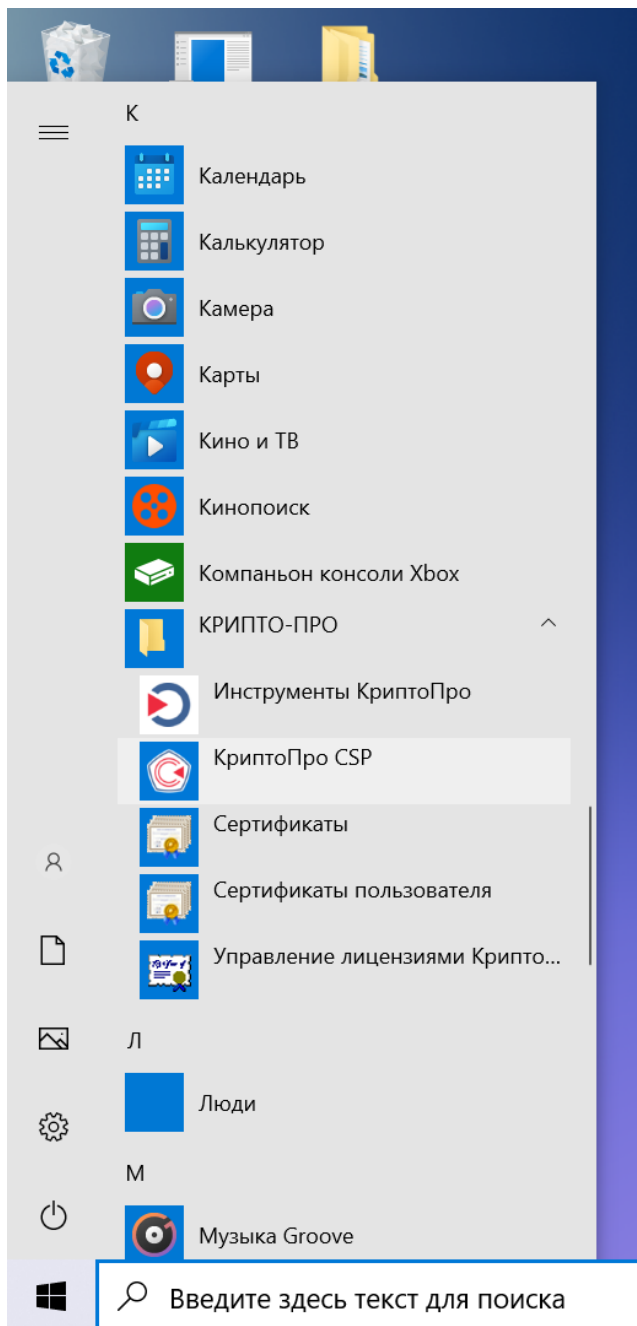 К
Календарь
Калькулятор
Камера
Карты
Кино и ТВ
Кинопоиск
Компаньон консоли Xbox
КРИПТО-ПРО
Инструменты КриптоПро
КриптоПро CSP
Сертификаты
Сертификаты пользователя
Управление лицензиями Крипто...
Л
Люди
М
Музыка Groove
Введите здесь текст для поиска